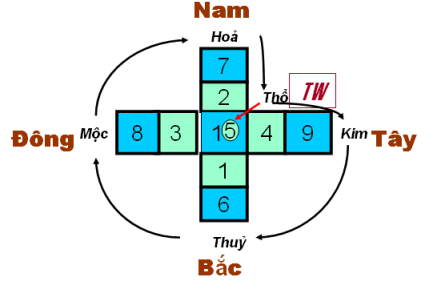 Nam
Hoả
7
2
Thổ
TW
Đông
Mộc
8 3 15 4 9
Kim
Tây
1
6
Thuỷ
Bắc